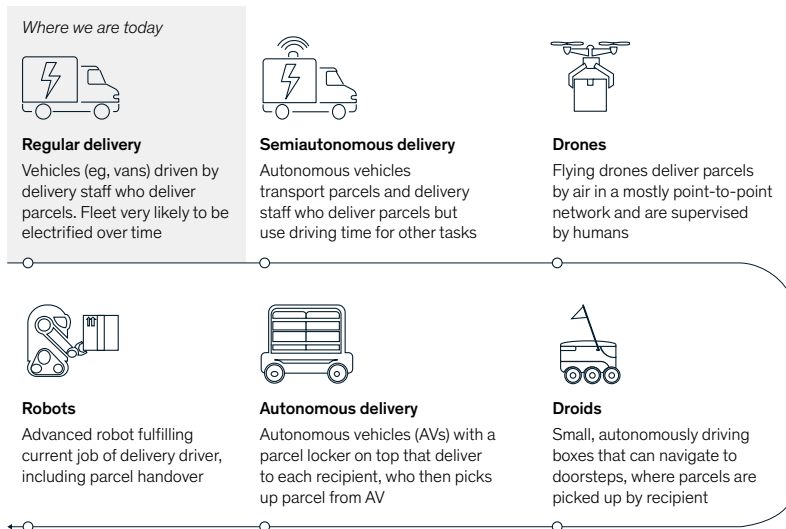 Where we are today
Regular delivery
Vehicles (eg, vans) driven by
delivery staff who deliver
parcels. Fleet very likely to be
electrified over time
Semiautonomous delivery
Autonomous vehicles
transport parcels and delivery
staff who deliver parcels but
use driving time for other tasks
Drones
Flying drones deliver parcels
by air in a mostly point-to-point
network and are supervised
by humans
Robots
Advanced robot fulfilling
current job of delivery driver,
including parcel handover
Autonomous delivery
Autonomous vehicles (AVs) with a
parcel locker on top that deliver
to each recipient, who then picks
up parcel from AV
Droids
Small, autonomously driving
boxes that can navigate to
doorsteps, where parcels are
picked up by recipient